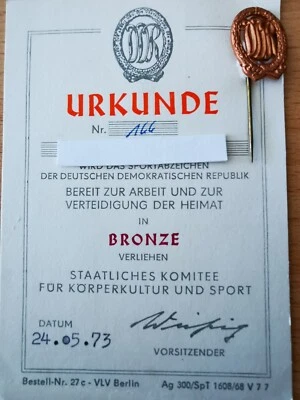 DDR
DDR
URKUNDE
Nr. 166
WIRD DAS SPORTABZEICHEN
DER DEUTSCHEN DEMOKRATISCHEN REPUBLIK
BEREIT ZUR ARBEIT UND ZUR
VERTEIDIGUNG DER HEIMAT
IN
BRONZE
VERLIEHEN
STAATLICHES KOMITEE
FÜR KÖRPERKULTUR UND SPORT
DATUM
24.05.73
VORSITZENDER
Bestell-Nr. 27c - VLV Berlin Ag 300/SpT 1608/68 V 7 7